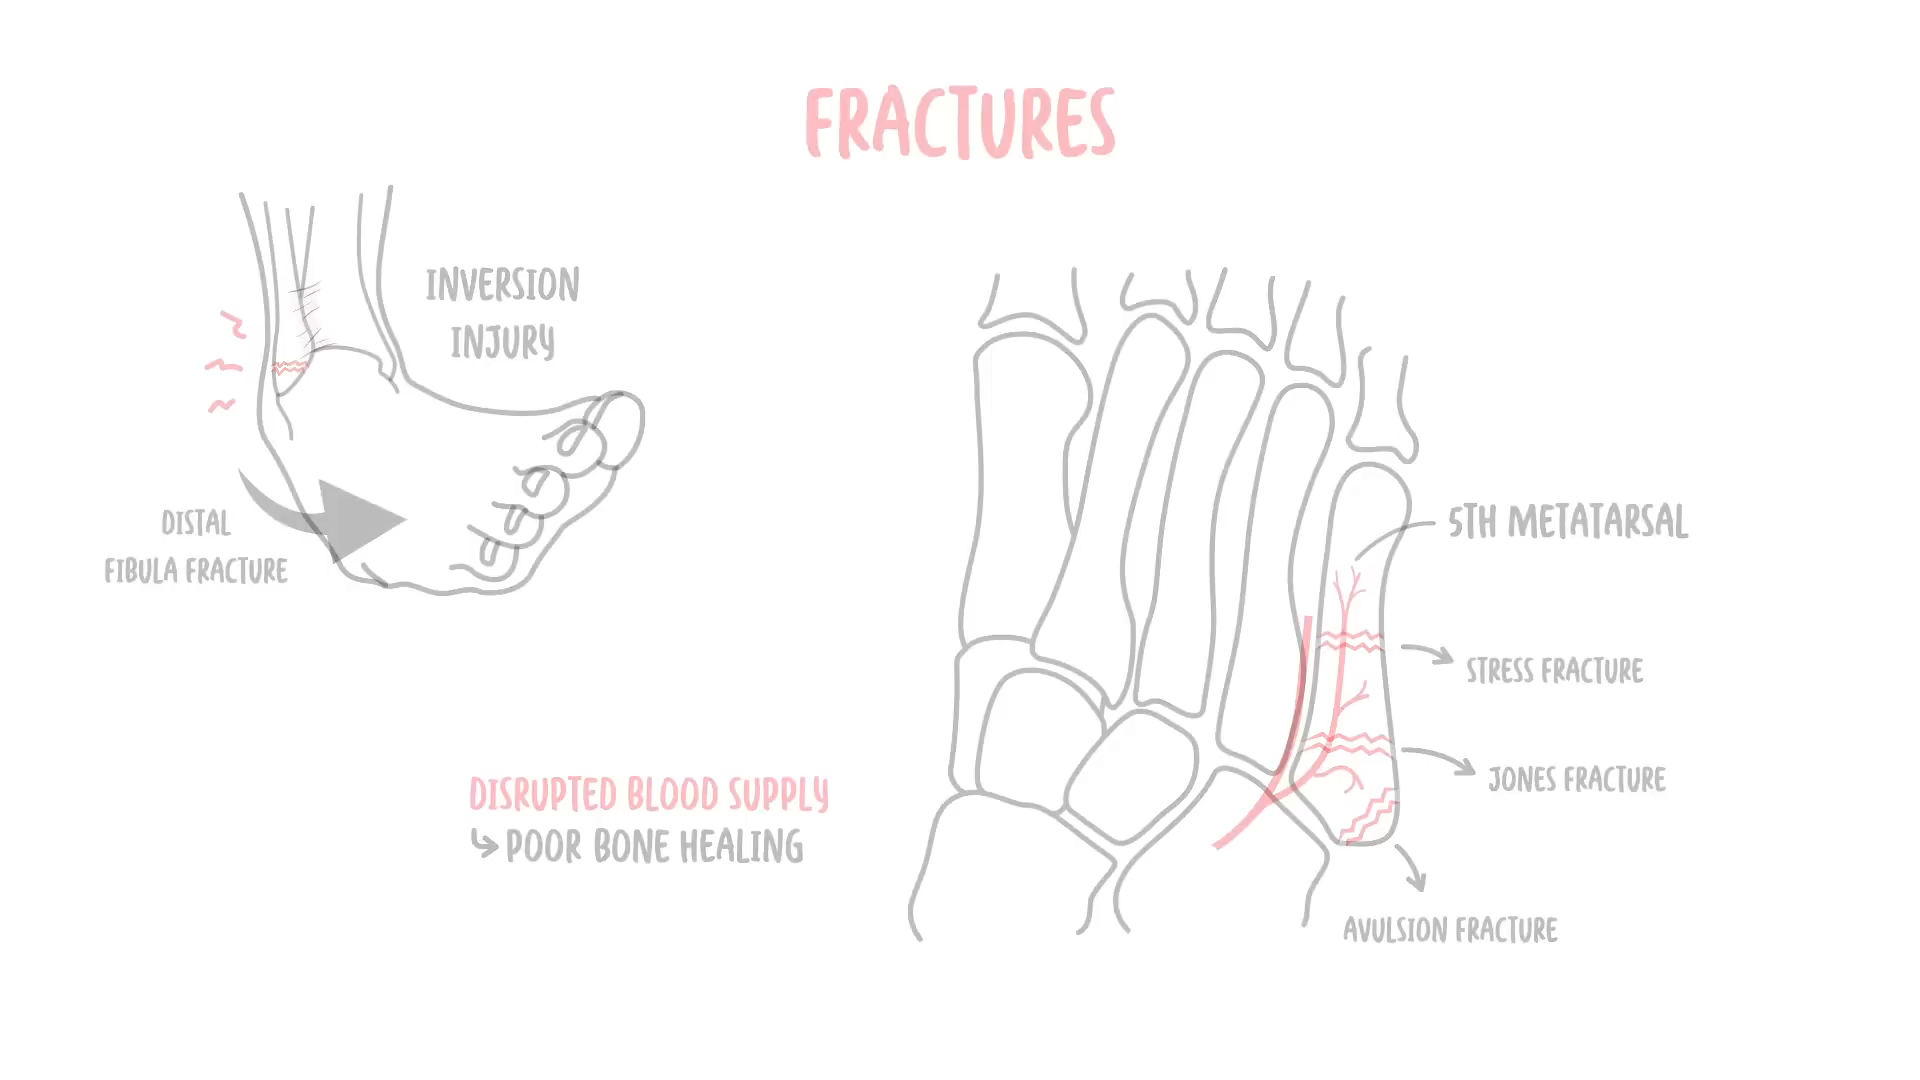 FRACTURES
INVERSION
INJURY
DISTAL
FIBULA FRACTURE
5TH METATARSAL
STRESS FRACTURE
JONES FRACTURE
DISRUPTED BLOOD SUPPLY
↳ POOR BONE HEALING
AVULSION FRACTURE